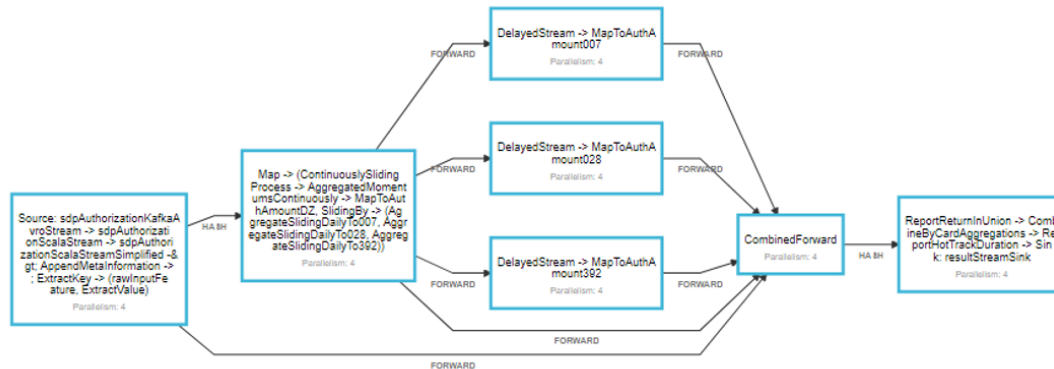 DelayedStream -> MapToAuthA
mount007
Parallelism: 4
FORWARD
FORWARD
DelayedStream -> MapToAuthA
mount028
Parallelism: 4
FORWARD
FORWARD
Map -> (ContinuouslySliding
Process -> AggregatedMoment
umsContinuously -> MapToAut
hAmountDZ, SlidingBy -> (Ag
gregateSlidingDailyTo007, Aggr
egateSlidingDailyTo028, Aggreg
ateSlidingDailyTo392))
Parallelism: 4
Source: sdpAuthorizationKafkaA
vroStream -> sdpAuthorizati
onScalaStream -> sdpAuthori
zationScalaStreamSimplified -&
gt; AppendMetaInformation ->
; ExtractKey -> (rawInputFe
ature, ExtractValue)
Parallelism: 4
HASH
DelayedStream -> MapToAuthA
mount392
Parallelism: 4
FORWARD
FORWARD
CombinedForward
Parallelism: 4
HASH
ReportReturnInUnion -> Comb
ineByCardAggregations -> Re
portHotTrackDuration -> Sin
k: resultStreamSink
Parallelism: 4
FORWARD
FORWARD